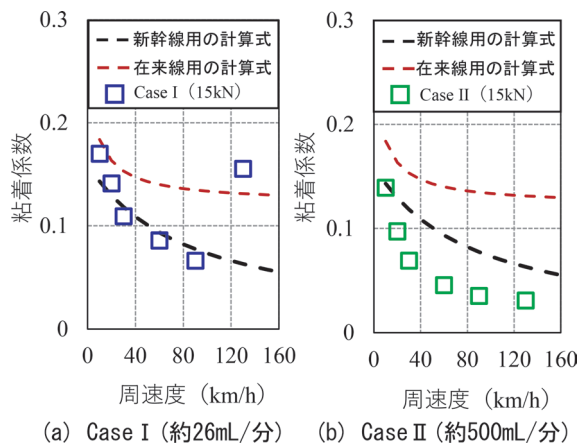 0.3
新幹線用の計算式
在来線用の計算式
Case I（15kN）
0.2
0.1
0
粘着係数
0 40 80 120 160
周速度（km/h）
(a) Case Ⅰ（約26mL/分）
0.3
新幹線用の計算式
在来線用の計算式
Case II（15kN）
0.2
0.1
0
粘着係数
0 40 80 120 160
周速度（km/h）
(b) CaseⅡ（約500mL/分）